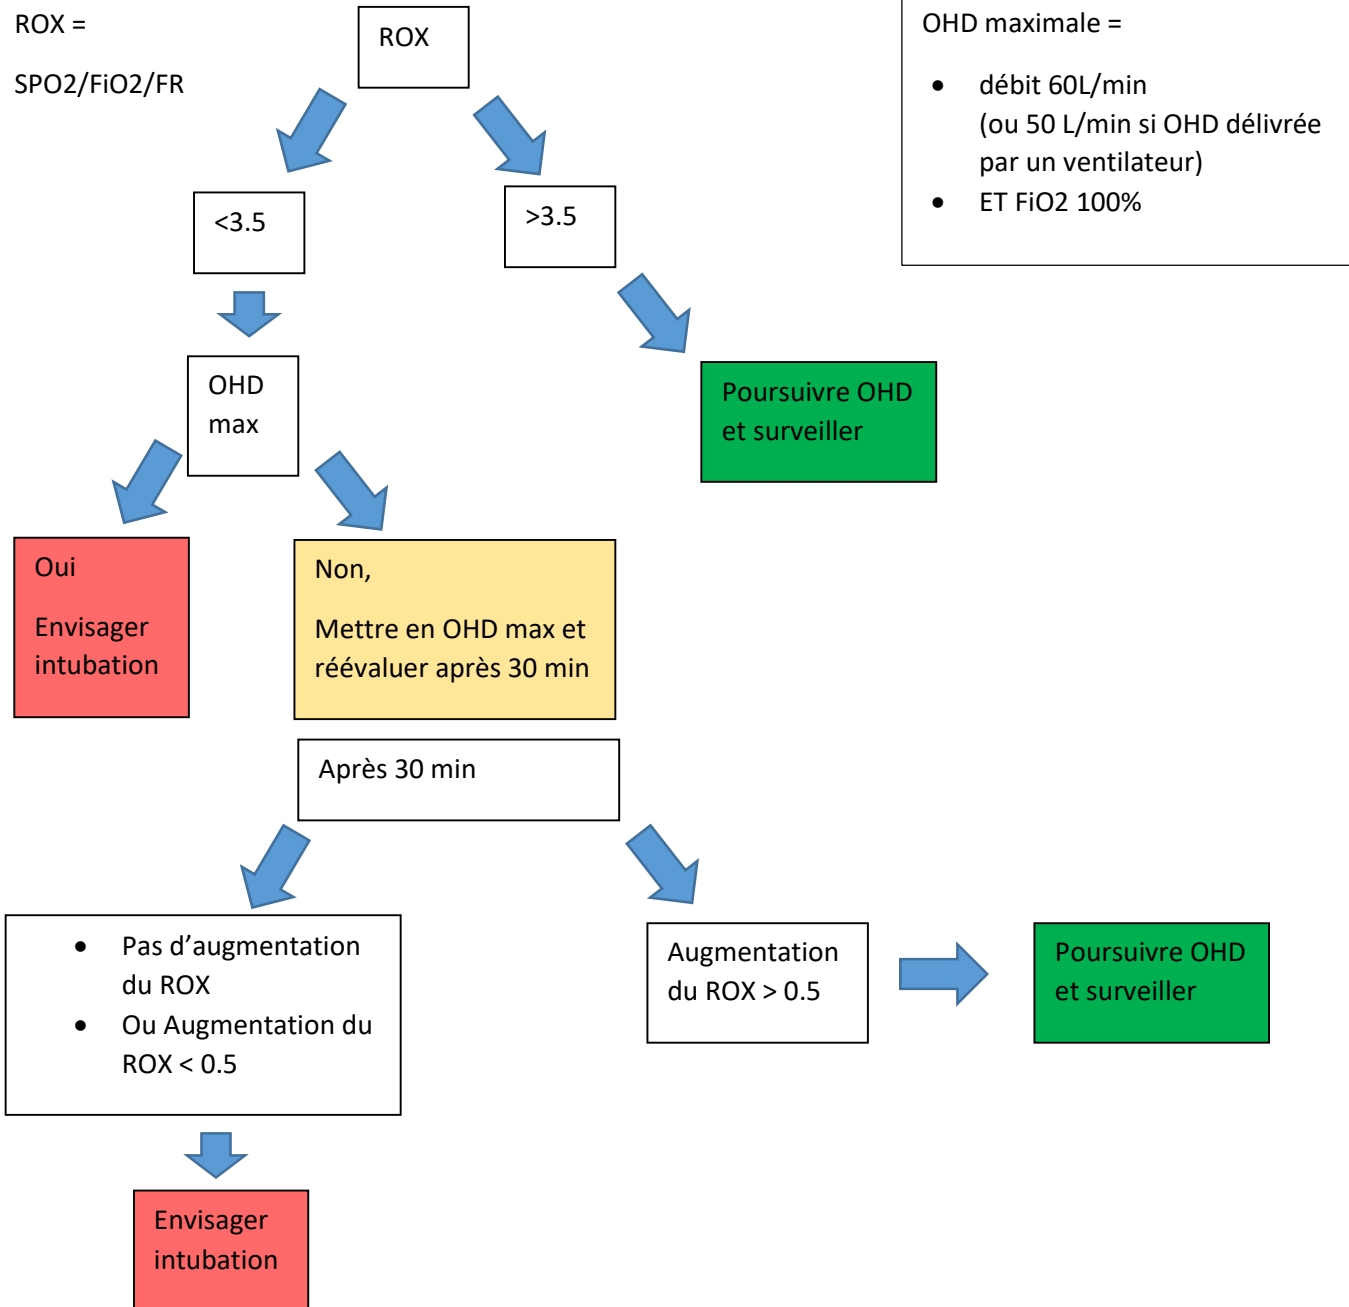 ROX =
SPO2/FiO2/FR
ROX
OHD maximale =
• débit 60L/min
(ou 50 L/min si OHD délivrée
par un ventilateur)
• ET FiO2 100%
<3.5
>3.5
OHD
max
Poursuivre OHD
et surveiller
Oui
Envisager
intubation
Non,
Mettre en OHD max et
réévaluer après 30 min
Après 30 min
• Pas d’augmentation
du ROX
• Ou Augmentation du
ROX < 0.5
Augmentation
du ROX > 0.5
Poursuivre OHD
et surveiller
Envisager
intubation